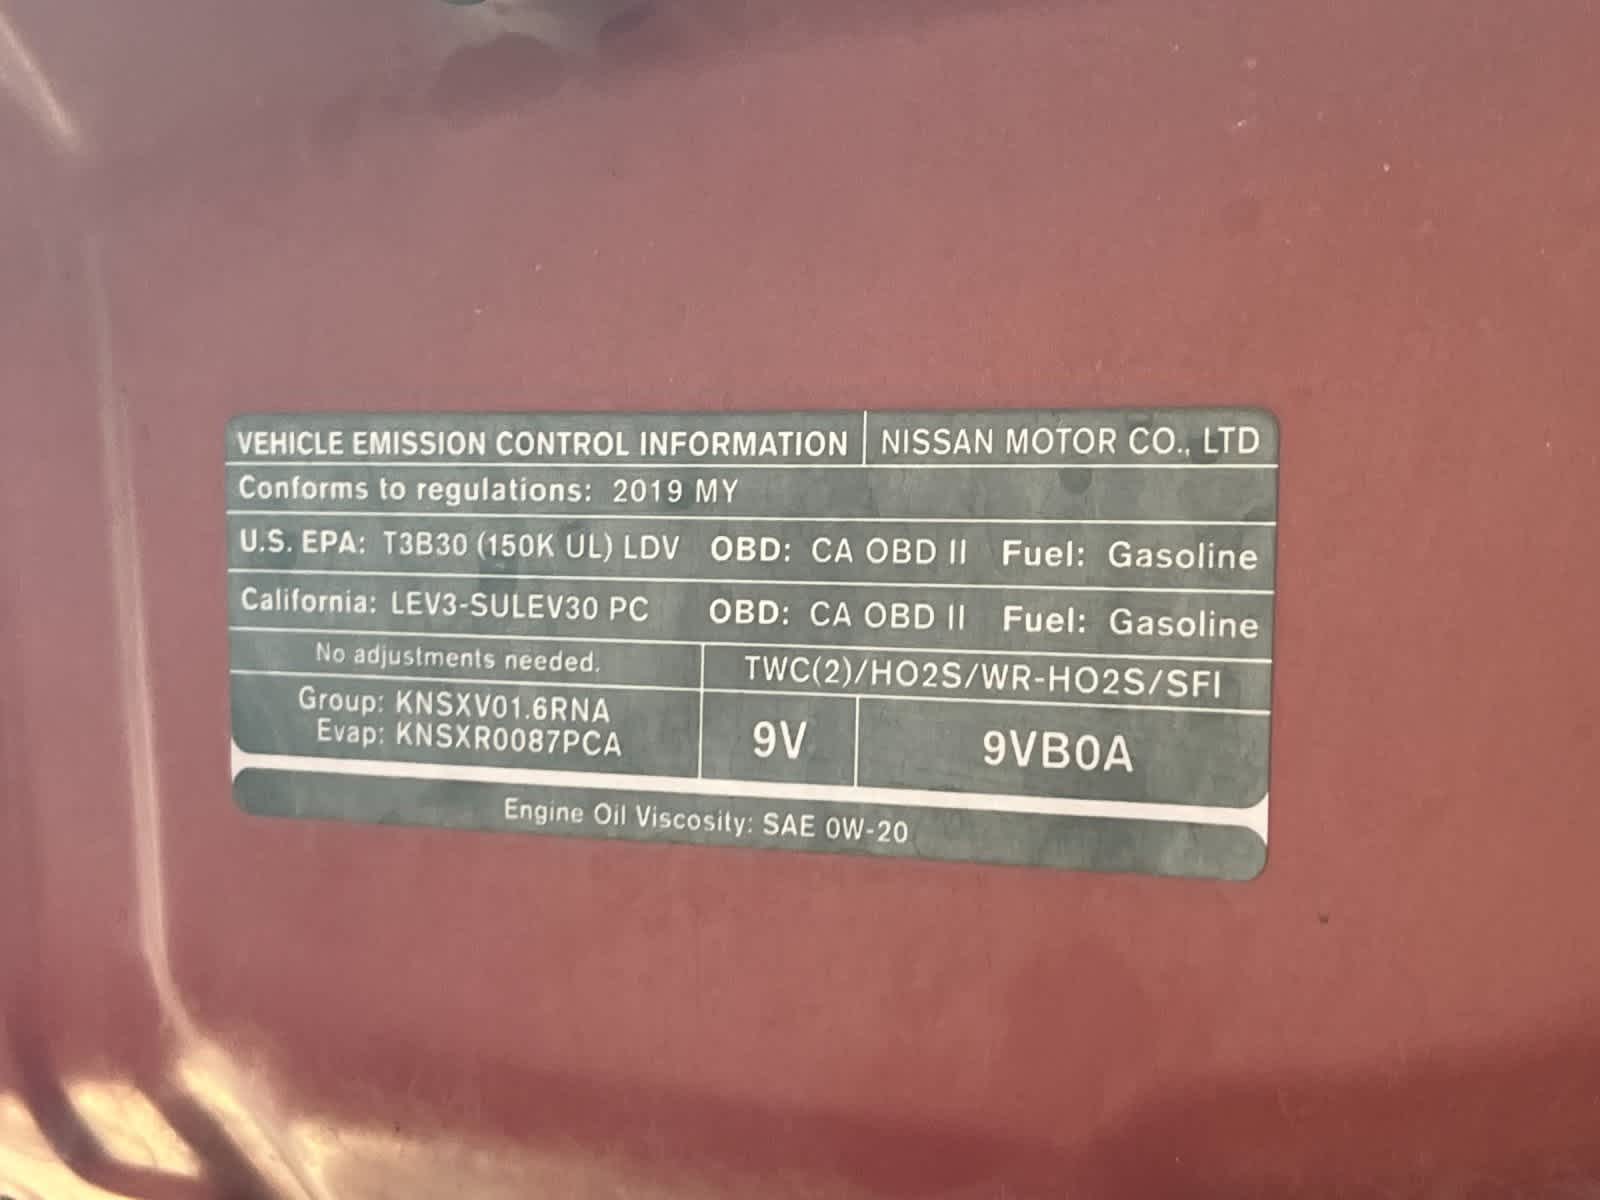 VEHICLE EMISSION CONTROL INFORMATION NISSAN MOTOR CO., LTD
Conforms to regulations: 2019 MY
U.S. EPA: T3B30 (150K UL) LDV OBD: CA OBD II Fuel: Gasoline
California: LEV3-SULEV30 PC OBD: CA OBD II Fuel: Gasoline
No adjustments needed.
TWC(2)/HO2S/WR-HO2S/SFI
Group: KNSXV01.6RNA
Evap: KNSXR0087PCA
9V
9VB0A
Engine Oil Viscosity: SAE 0W-20